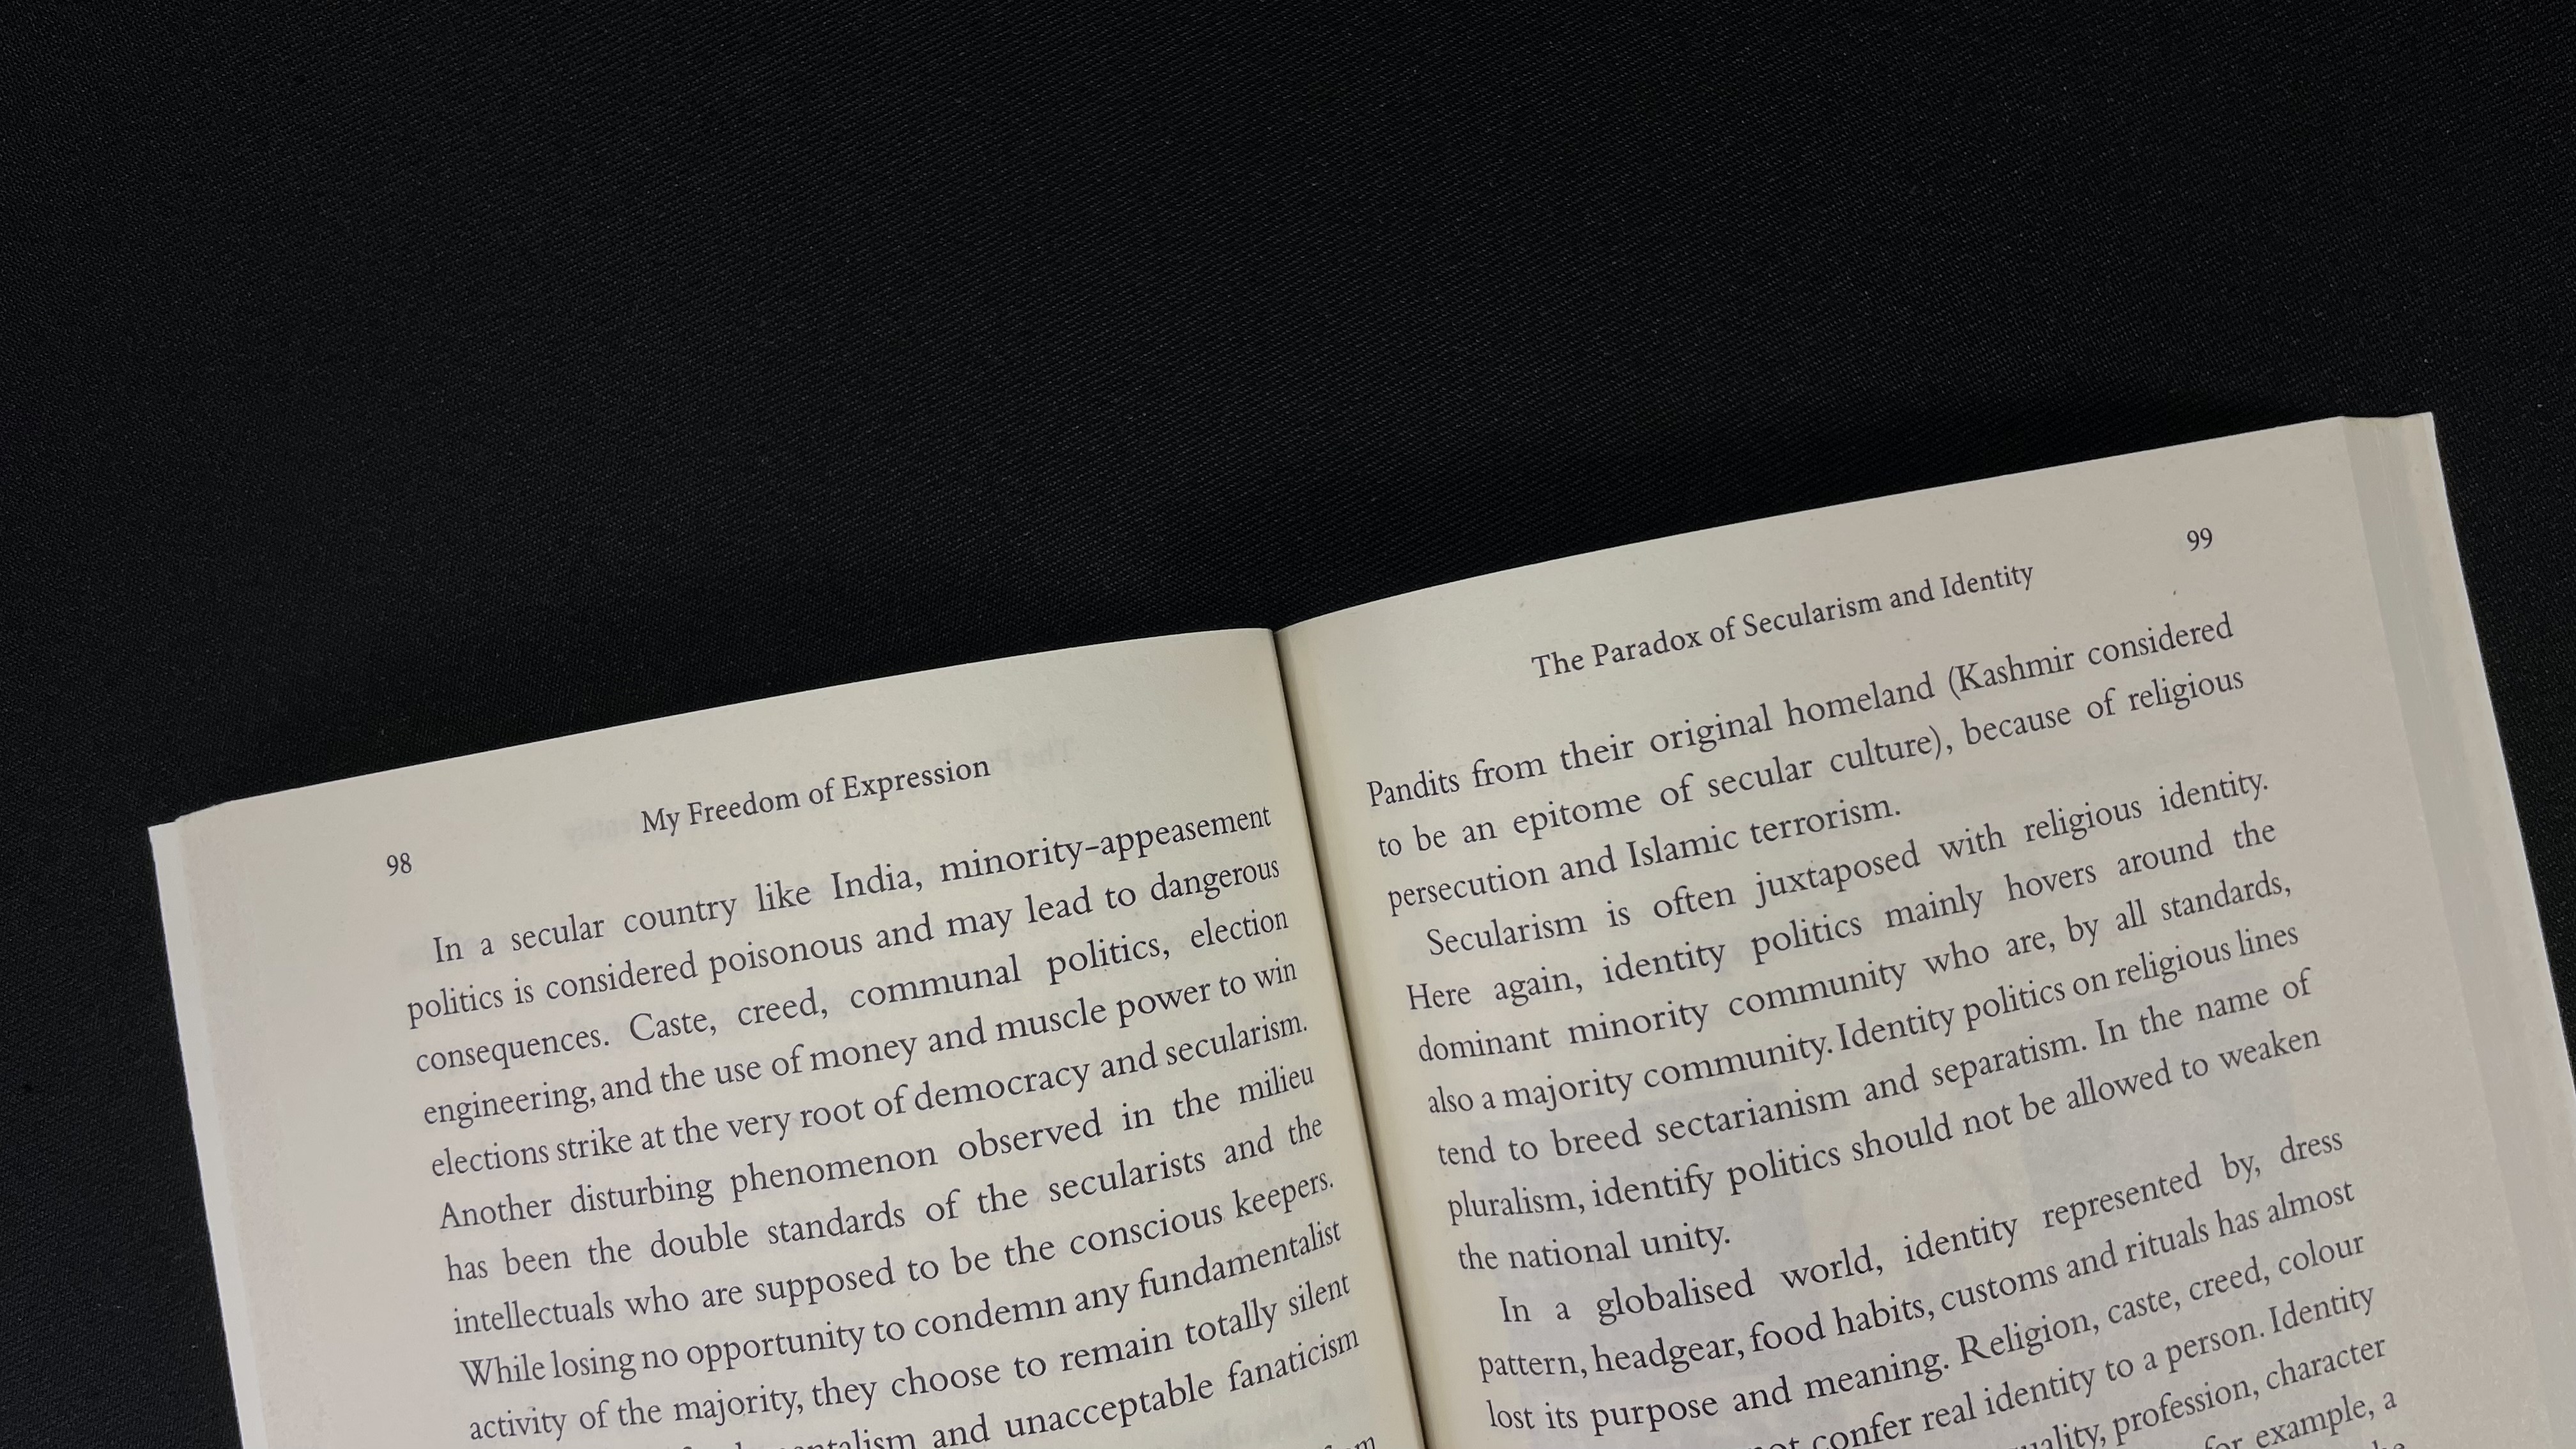 98
My Freedom of Expression
In a secular country like India, minority-appeasement
politics is considered poisonous and may lead to dangerous
consequences. Caste, creed, communal politics, election
engineering, and the use of money and muscle power to win
elections strike at the very root of democracy and secularism.
Another disturbing phenomenon observed in the milieu
has been the double standards of the secularists and the
intellectuals who are supposed to be the conscious keepers.
While losing no opportunity to condemn any fundamentalist
activity of the majority, they choose to remain totally silent
and unacceptable fanaticism
99
The Paradox of Secularism and Identity
Pandits from their original homeland (Kashmir considered
to be an epitome of secular culture), because of religious
persecution and Islamic terrorism.
Secularism is often juxtaposed with religious identity.
Here again, identity politics mainly hovers around the
dominant minority community who are, by all standards,
also a majority community. Identity politics on religious lines
tend to breed sectarianism and separatism. In the name of
pluralism, identify politics should not be allowed to weaken
the national unity.
In a globalised world, identity represented by, dress
pattern, headgear, food habits, customs and rituals has almost
lost its purpose and meaning. Religion, caste, creed, colour
confer real identity to a person. Identity
profession, character
example, a